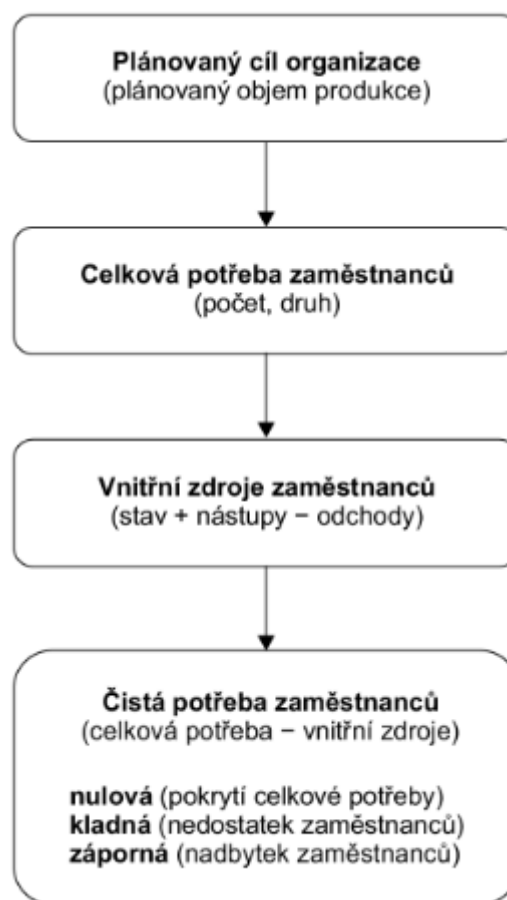 Plánovaný cíl organizace
(plánovaný objem produkce)
Celková potřeba zaměstnanců
(počet, druh)
Vnitřní zdroje zaměstnanců
(stav + nástupy − odchody)
Čistá potřeba zaměstnanců
(celková potřeba − vnitřní zdroje)
nulová (pokrytí celkové potřeby)
kladná (nedostatek zaměstnanců)
záporná (nadbytek zaměstnanců)